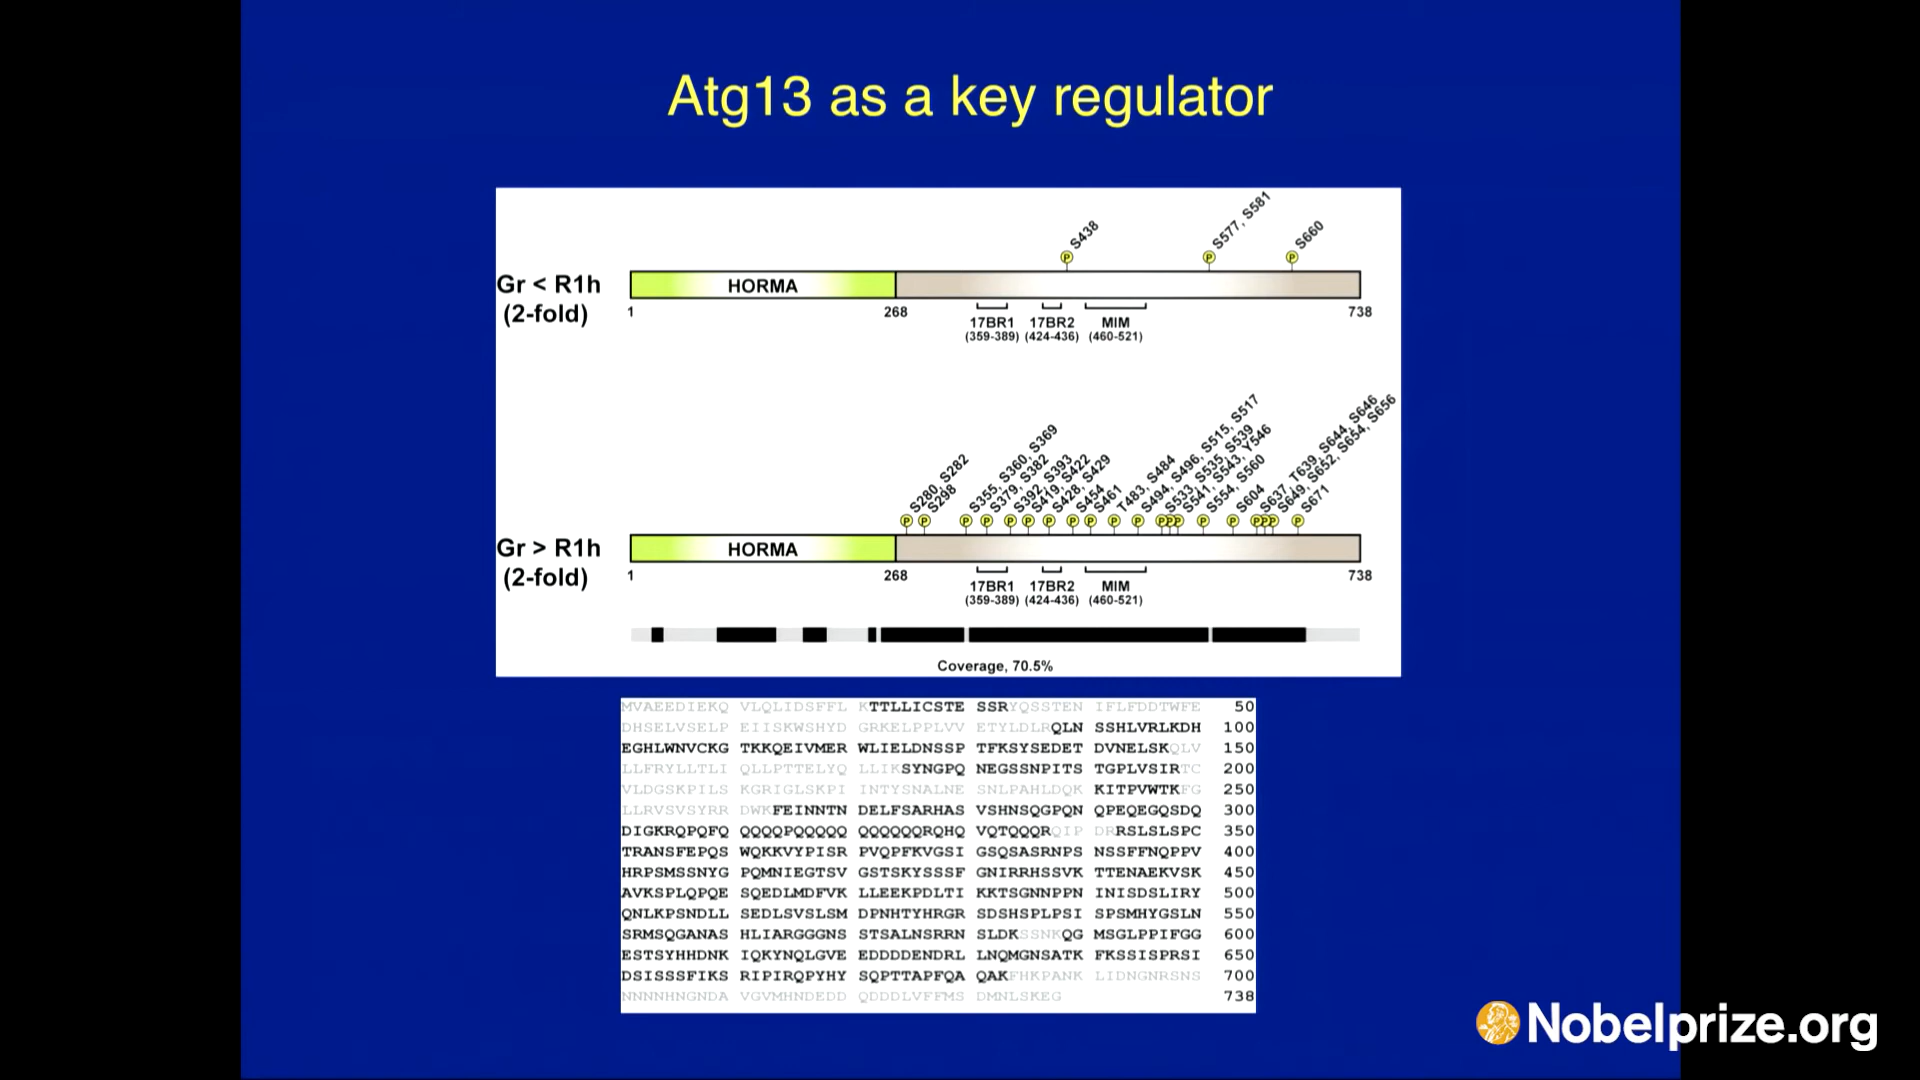 Atg13 as a key regulator
S438
S577, S581
S660
Gr < R1h
(2-fold)
HORMA
1
268
738
17BR1
(359-389)
17BR2
(424-436)
MIM
(460-521)
S280, S282
S298
S355, S360, S369
S379, S382
S392, S393
S419, S422
S428, S429
S454
S461
T483, S484
S494, S496, S515, S517
S533, S535, S539
S541, S543, Y546
S554, S560
S604
S637, T639, S644, S646
S649, S652, S654, S656
S671
P P P P P P P P P P P P P P P P P P P P
Gr > R1h
(2-fold)
HORMA
1
268
738
17BR1
(359-389)
17BR2
(424-436)
MIM
(460-521)
Coverage, 70.5%
MVAEEDIEKQ VLQLIDSFFL KTTLLICSTE SSRYQSSTEN IFLFDDTWFE 50
DHSELVSELP EIISKWSHYD GRKELPPLVV ETYLDLRQLN SSHLVRLKDH 100
EGHLWNVCKG TKKQEIVMER WLIELDNSSP TFKSYSEDET DVNELSKQLV 150
LLFRYLLTLI QLLPTTELYQ LLIKSYNGPQ NEGSSNPITS TGPLVSIRTC 200
VLDGSKPILS KGRIGLSKPI INTYSNALNE SNLPAHLDQK KITPVWTKFG 250
LLRVSVSYRR DWKFEINNTN DELFSARHAS VSHNSQGPQN QPEQEGQSDQ 300
DIGKRQPQFQ QQQQPQQQQQ QQQQQQRQHQ VQTQQQRQIP DRRSLSLSPC 350
TRANSFEPQS WQKKVYPISR PVQPFKVGSI GSQSASRNPS NSSFFNQPPV 400
HRPSMSSNYG PQMNIEGTSV GSTSKYSSSF GNIRRHSSVK TTENAEKVSK 450
AVKSPLQPQE SQEDLMDFVK LLEEKPDLTI KKTSGNNPPN INISDSLIRY 500
QNLKPSNDLL SEDLSVSLSM DPNHTYHRGR SDSHSPLPSI SPSMHYGSLN 550
SRMSQGANAS HLIARGGGNS STSALNSRRN SLDKSSNKQG MSGLPPIFGG 600
ESTSYHHDNK IQKYNQLGVE EDDDDENDRL LNQMGNSATK FKSSISPRSI 650
DSISSSFIKS RIPIRQPYHY SQPTTAPFQA QAKFHKPANK LIDNGNRSNS 700
NNNNHNGNDA VGVMHNDEDD QDDDLVFFMS DMNLSKEG 738
Nobelprize.org